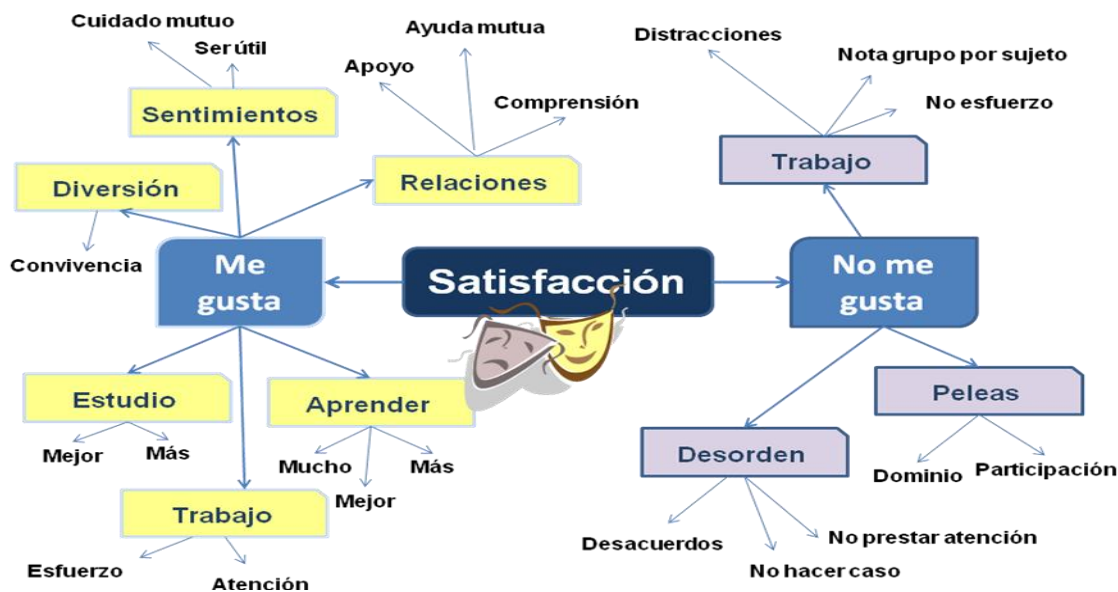 Cuidado mutuo
Ser útil
Sentimientos
Ayuda mutua
Apoyo
Comprensión
Relaciones
Diversión
Convivencia
Me
gusta
Satisfacción
No me
gusta
Distracciones
Nota grupo por sujeto
No esfuerzo
Trabajo
Estudio
Mejor
Más
Aprender
Mucho
Más
Mejor
Trabajo
Esfuerzo
Atención
Peleas
Dominio
Participación
Desorden
Desacuerdos
No prestar atención
No hacer caso